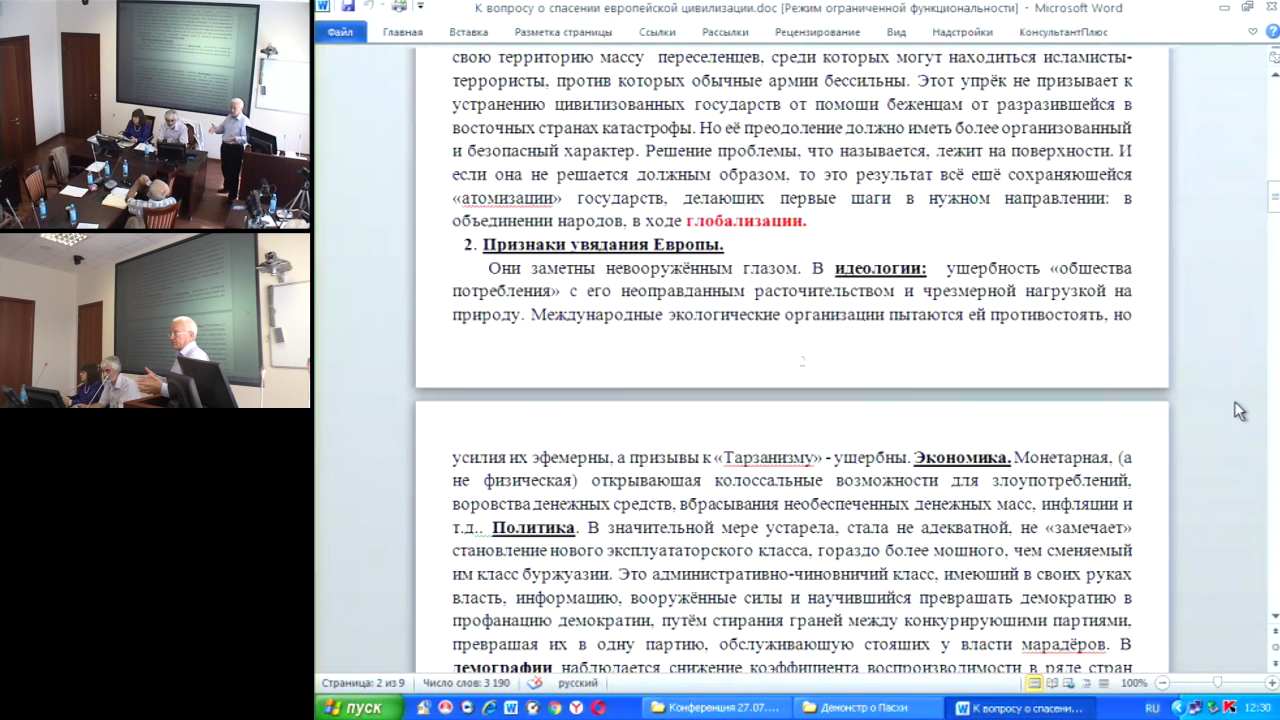 К вопросу о спасении европейской цивилизации.doc [Режим ограниченной функциональности] - Microsoft Word
Файл Главная Вставка Разметка страницы Ссылки Рассылки Рецензирование Вид Надстройки КонсультантПлюс
свою территорию массу переселенцев, среди которых могут находиться исламисты-
террористы, против которых обычные армии бессильны. Этот упрёк не призывает к
устранению цивилизованных государств от помощи беженцам от разразившейся в
восточных странах катастрофы. Но её преодоление должно иметь более организованный
и безопасный характер. Решение проблемы, что называется, лежит на поверхности. И
если она не решается должным образом, то это результат всё ещё сохраняющейся
«атомизации» государств, делающих первые шаги в нужном направлении: в
объединении народов, в ходе глобализации.
2. Признаки увядания Европы.
Они заметны невооружённым глазом. В идеологии: ущербность «общества
потребления» с его неоправданным расточительством и чрезмерной нагрузкой на
природу. Международные экологические организации пытаются ей противостоять, но
2
усилия их эфемерны, а призывы к «Тарзанизму» - ущербны. Экономика. Монетарная, (а
не физическая) открывающая колоссальные возможности для злоупотреблений,
воровства денежных средств, вбрасывания необеспеченных денежных масс, инфляции и
т.д.. Политика. В значительной мере устарела, стала не адекватной, не «замечает»
становление нового эксплуататорского класса, гораздо более мощного, чем сменяемый
им класс буржуазии. Это административно-чиновничий класс, имеющий в своих руках
власть, информацию, вооружённые силы и научившийся превращать демократию в
профанацию демократии, путём стирания граней между конкурирующими партиями,
превращая их в одну партию, обслуживающую стоящих у власти марадёров. В
демографии наблюдается снижение коэффициента воспроизводимости в ряде стран
Страница: 2 из 9 Число слов: 3 190 русский 100%
пуск Конференция 27.07.... Демонстр о Пасхи К вопросу о спасени... RU 12:30